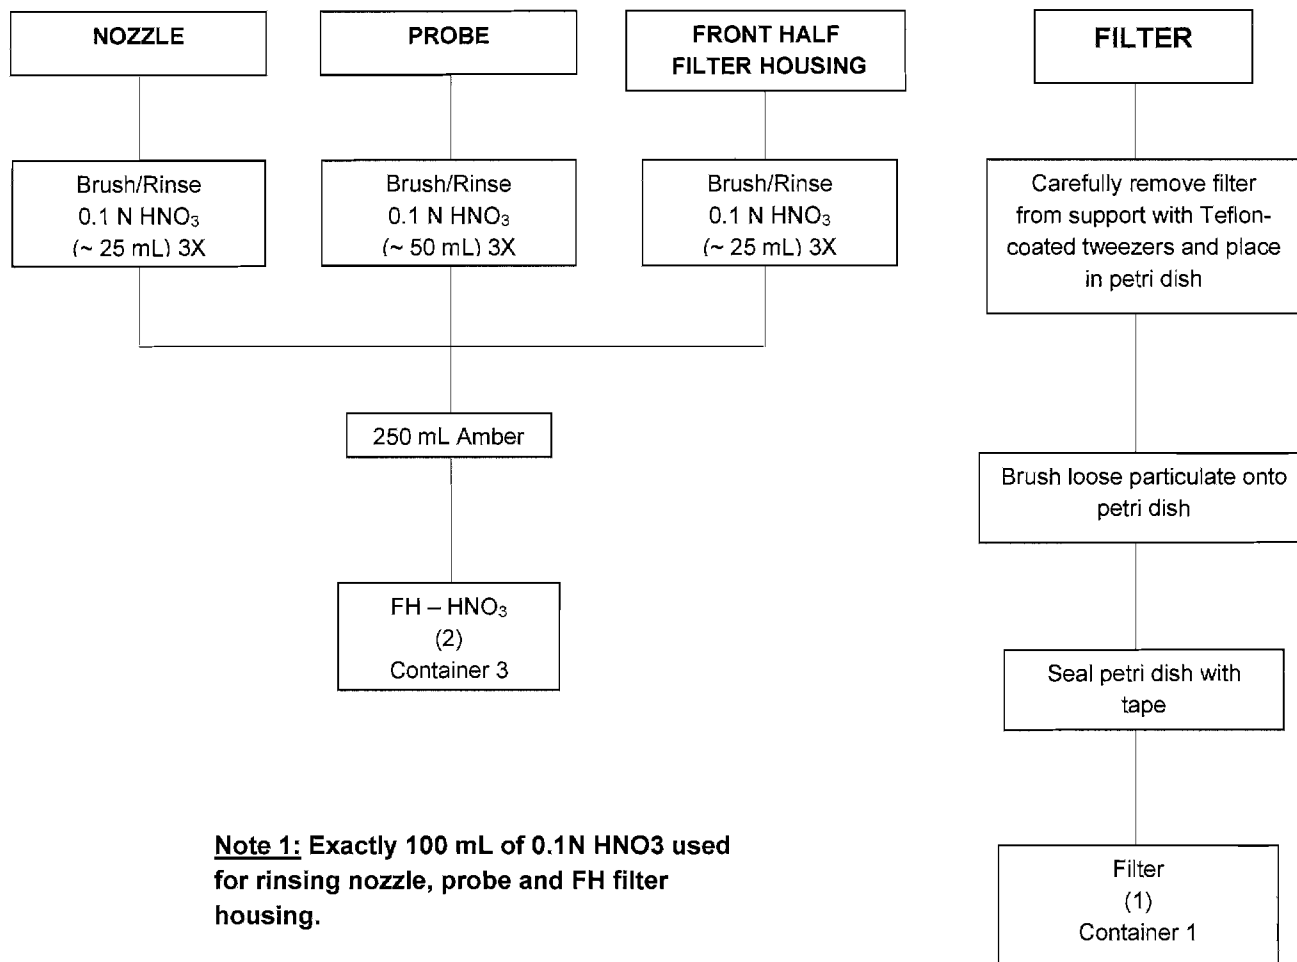 NOZZLE
PROBE
FRONT HALF
FILTER HOUSING
FILTER
Brush/Rinse
0.1 N HNO₃
(~ 25 mL) 3X
Brush/Rinse
0.1 N HNO₃
(~ 50 mL) 3X
Brush/Rinse
0.1 N HNO₃
(~ 25 mL) 3X
Carefully remove filter
from support with Teflon-
coated tweezers and place
in petri dish
250 mL Amber
Brush loose particulate onto
petri dish
FH – HNO₃
(2)
Container 3
Seal petri dish with
tape
Note 1: Exactly 100 mL of 0.1N HNO3 used
for rinsing nozzle, probe and FH filter
housing.
Filter
(1)
Container 1